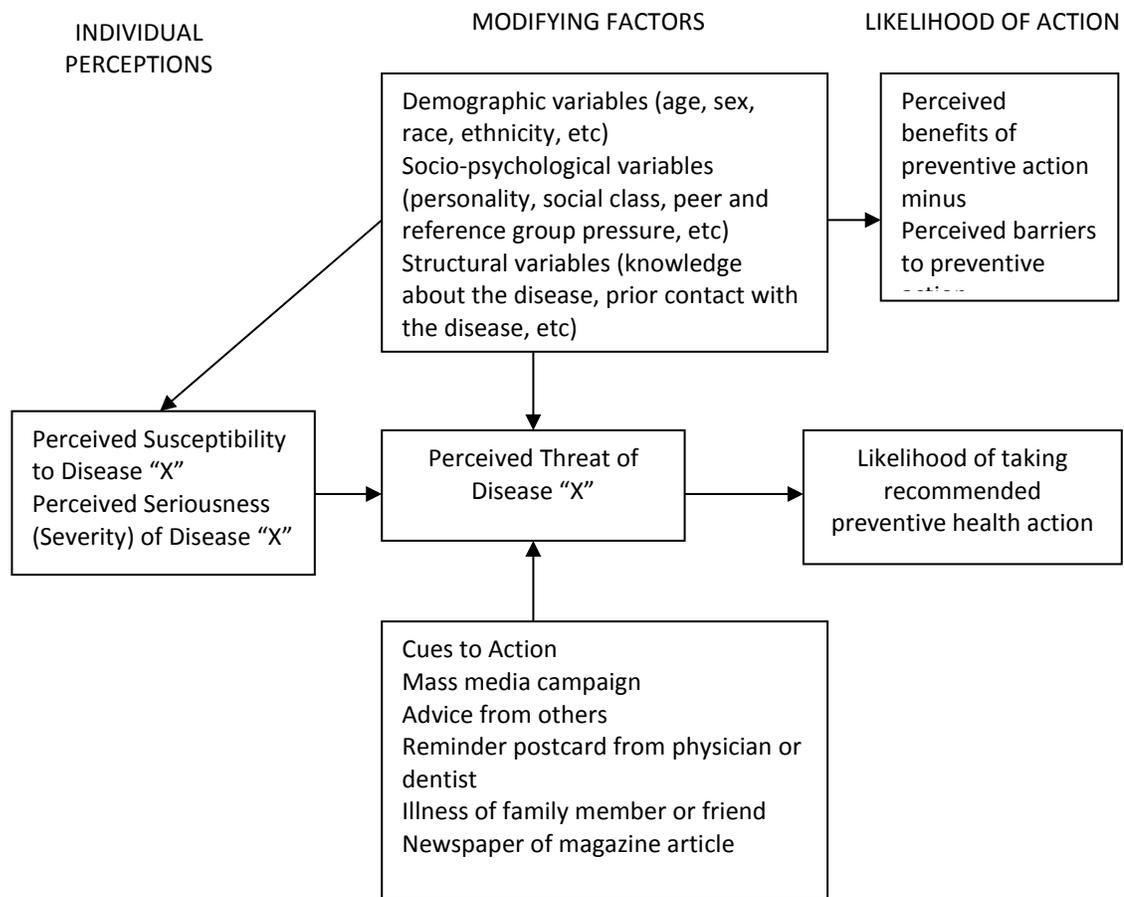 INDIVIDUAL
PERCEPTIONS
MODIFYING FACTORS
LIKELIHOOD OF ACTION
Demographic variables (age, sex,
race, ethnicity, etc)
Socio-psychological variables
(personality, social class, peer and
reference group pressure, etc)
Structural variables (knowledge
about the disease, prior contact with
the disease, etc)
Perceived
benefits of
preventive action
minus
Perceived barriers
to preventive
Perceived Susceptibility
to Disease “X”
Perceived Seriousness
(Severity) of Disease “X”
Perceived Threat of
Disease “X”
Likelihood of taking
recommended
preventive health action
Cues to Action
Mass media campaign
Advice from others
Reminder postcard from physician or
dentist
Illness of family member or friend
Newspaper of magazine article